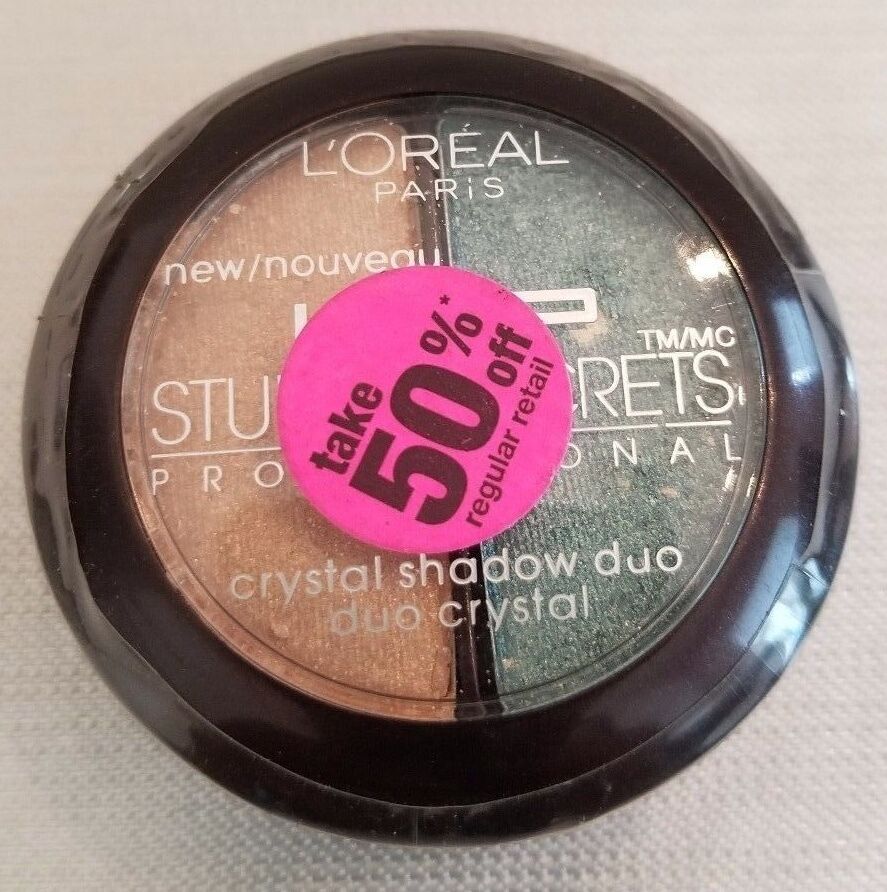 L'ORÉAL
PARiS
new/nouveau
TM/MC
take
50%*
off
regular retail
crystal shadow duo
duo crystal